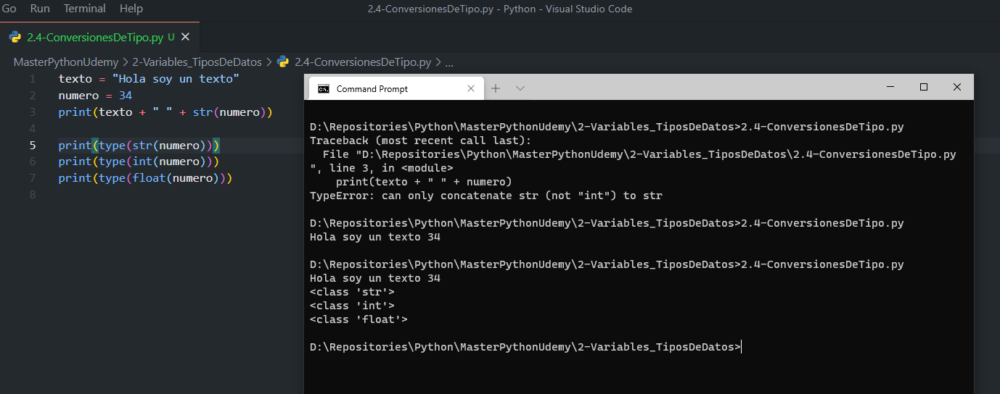 Go Run Terminal Help 2.4-ConversionesDeTipo.py - Python - Visual Studio Code
2.4-ConversionesDeTipo.py U
MasterPythonUdemy > 2-Variables_TiposDeDatos > 2.4-ConversionesDeTipo.py > ...
1 texto = "Hola soy un texto"
2 numero = 34
3 print(texto + " " + str(numero))
4
5 print(type(str(numero)))
6 print(type(int(numero)))
7 print(type(float(numero)))
8
Command Prompt
D:\Repositories\Python\MasterPythonUdemy\2-Variables_TiposDeDatos>2.4-ConversionesDeTipo.py
Traceback (most recent call last):
  File "D:\Repositories\Python\MasterPythonUdemy\2-Variables_TiposDeDatos\2.4-ConversionesDeTipo.py
", line 3, in <module>
    print(texto + " " + numero)
TypeError: can only concatenate str (not "int") to str
D:\Repositories\Python\MasterPythonUdemy\2-Variables_TiposDeDatos>2.4-ConversionesDeTipo.py
Hola soy un texto 34
D:\Repositories\Python\MasterPythonUdemy\2-Variables_TiposDeDatos>2.4-ConversionesDeTipo.py
Hola soy un texto 34
<class 'str'>
<class 'int'>
<class 'float'>
D:\Repositories\Python\MasterPythonUdemy\2-Variables_TiposDeDatos>